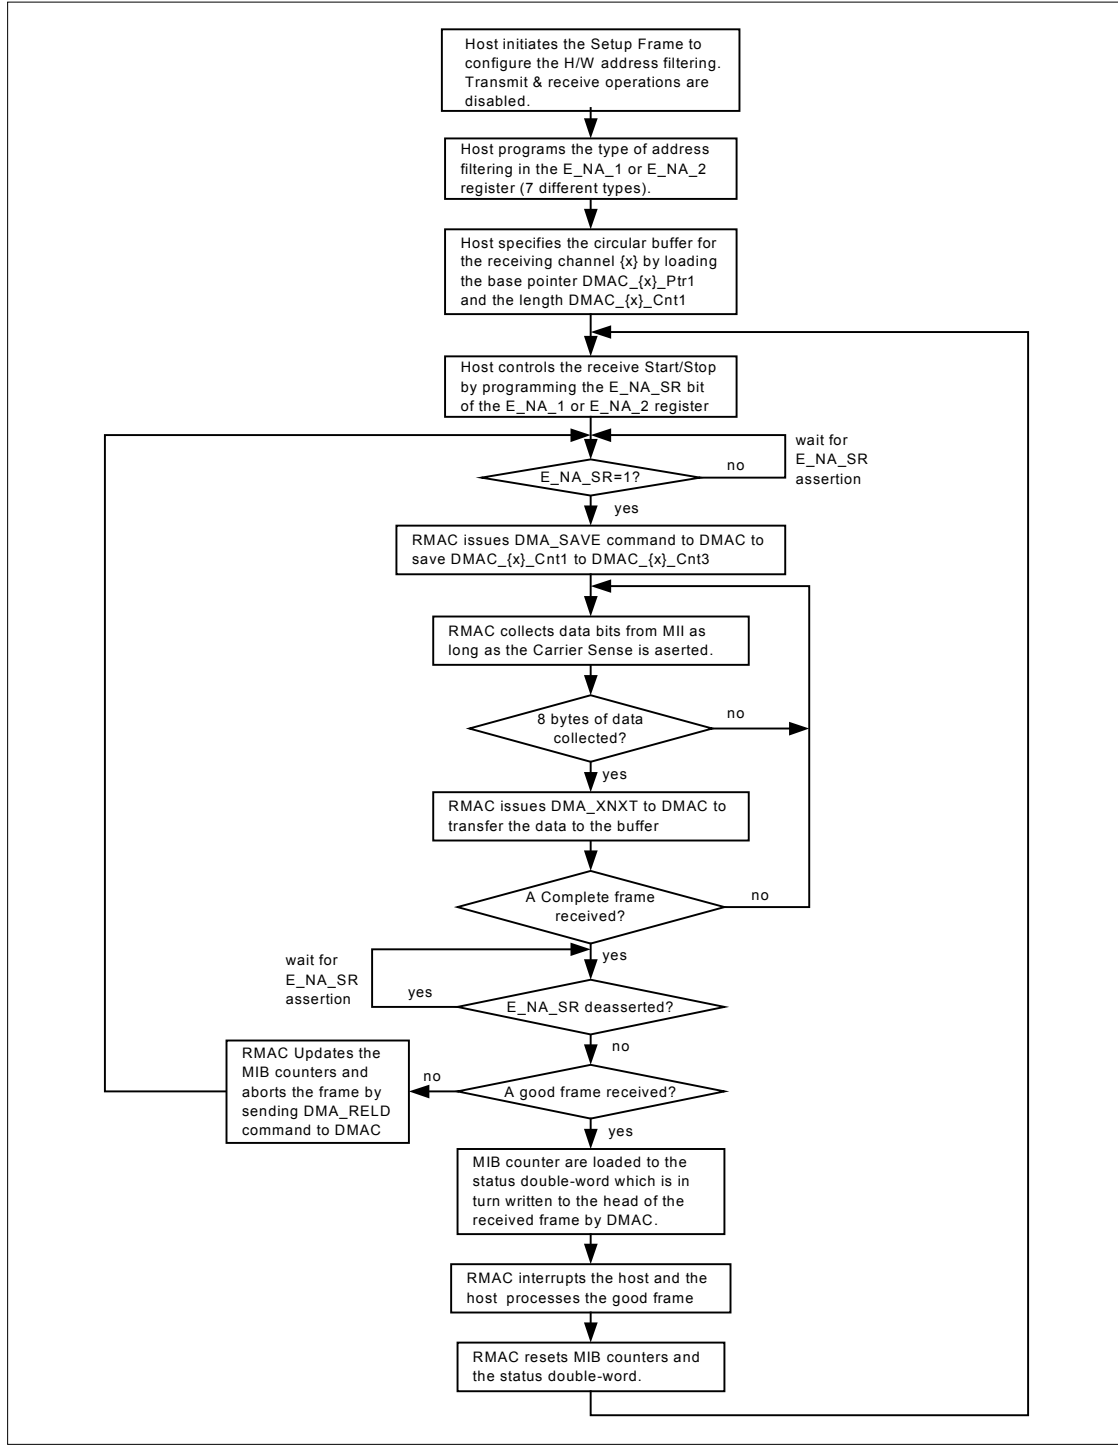 Host initiates the Setup Frame to
configure the H/W address filtering.
Transmit & receive operations are
disabled.
Host programs the type of address
filtering in the E_NA_1 or E_NA_2
register (7 different types).
Host specifies the circular buffer for
the receiving channel {x} by loading
the base pointer DMAC_{x}_Ptr1
and the length DMAC_{x}_Cnt1
Host controls the receive Start/Stop
by programming the E_NA_SR bit
of the E_NA_1 or E_NA_2 register
wait for
E_NA_SR
assertion
E_NA_SR=1?
no
yes
RMAC issues DMA_SAVE command to DMAC to
save DMAC_{x}_Cnt1 to DMAC_{x}_Cnt3
RMAC collects data bits from MII as
long as the Carrier Sense is aserted.
8 bytes of data
collected?
no
yes
RMAC issues DMA_XNXT to DMAC to
transfer the data to the buffer
A Complete frame
received?
no
yes
wait for
E_NA_SR
assertion
yes
E_NA_SR deasserted?
no
RMAC Updates the
MIB counters and
aborts the frame by
sending DMA_RELD
command to DMAC
no
A good frame received?
yes
MIB counter are loaded to the
status double-word which is in
turn written to the head of the
received frame by DMAC.
RMAC interrupts the host and the
host processes the good frame
RMAC resets MIB counters and
the status double-word.